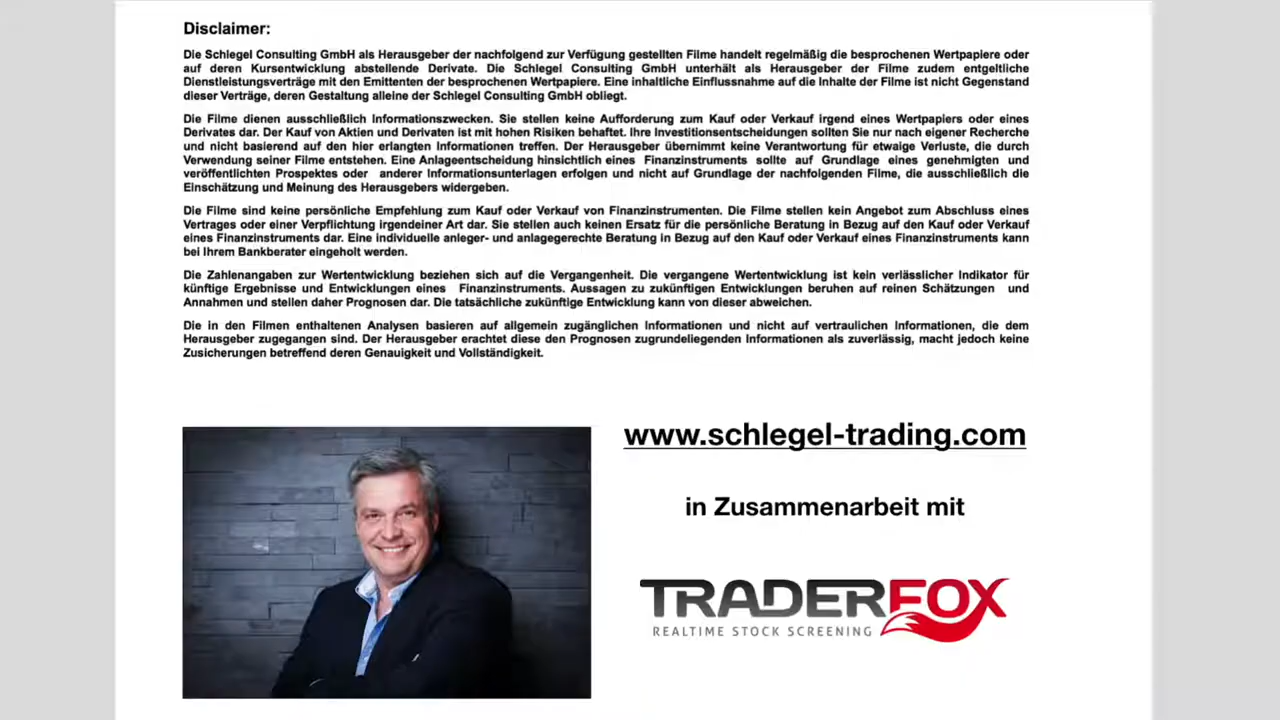 Disclaimer:
Die Schlegel Consulting GmbH als Herausgeber der nachfolgend zur Verfügung gestellten Filme handelt regelmäßig die besprochenen Wertpapiere oder
auf deren Kursentwicklung abstellende Derivate. Die Schlegel Consulting GmbH unterhält als Herausgeber der Filme zudem entgeltliche
Dienstleistungsverträge mit den Emittenten der besprochenen Wertpapiere. Eine inhaltliche Einflussnahme auf die Inhalte der Filme ist nicht Gegenstand
dieser Verträge, deren Gestaltung alleine der Schlegel Consulting GmbH obliegt.
Die Filme dienen ausschließlich Informationszwecken. Sie stellen keine Aufforderung zum Kauf oder Verkauf irgend eines Wertpapiers oder eines
Derivates dar. Der Kauf von Aktien und Derivaten ist mit hohen Risiken behaftet. Ihre Investitionsentscheidungen sollten Sie nur nach eigener Recherche
und nicht basierend auf den hier erlangten Informationen treffen. Der Herausgeber übernimmt keine Verantwortung für etwaige Verluste, die durch
Verwendung seiner Filme entstehen. Eine Anlageentscheidung hinsichtlich eines Finanzinstruments sollte auf Grundlage eines genehmigten und
veröffentlichten Prospektes oder anderer Informationsunterlagen erfolgen und nicht auf Grundlage der nachfolgenden Filme, die ausschließlich die
Einschätzung und Meinung des Herausgebers widergeben.
Die Filme sind keine persönliche Empfehlung zum Kauf oder Verkauf von Finanzinstrumenten. Die Filme stellen kein Angebot zum Abschluss eines
Vertrages oder einer Verpflichtung irgendeiner Art dar. Sie stellen auch keinen Ersatz für die persönliche Beratung in Bezug auf den Kauf oder Verkauf
eines Finanzinstruments dar. Eine individuelle anleger- und anlagegerechte Beratung in Bezug auf den Kauf oder Verkauf eines Finanzinstruments kann
bei Ihrem Bankberater eingeholt werden.
Die Zahlenangaben zur Wertentwicklung beziehen sich auf die Vergangenheit. Die vergangene Wertentwicklung ist kein verlässlicher Indikator für
künftige Ergebnisse und Entwicklungen eines Finanzinstruments. Aussagen zu zukünftigen Entwicklungen beruhen auf reinen Schätzungen und
Annahmen und stellen daher Prognosen dar. Die tatsächliche zukünftige Entwicklung kann von dieser abweichen.
Die in den Filmen enthaltenen Analysen basieren auf allgemein zugänglichen Informationen und nicht auf vertraulichen Informationen, die dem
Herausgeber zugegangen sind. Der Herausgeber erachtet diese den Prognosen zugrundeliegenden Informationen als zuverlässig, macht jedoch keine
Zusicherungen betreffend deren Genauigkeit und Vollständigkeit.
www.schlegel-trading.com
in Zusammenarbeit mit
TRADERFOX
REALTIME STOCK SCREENING